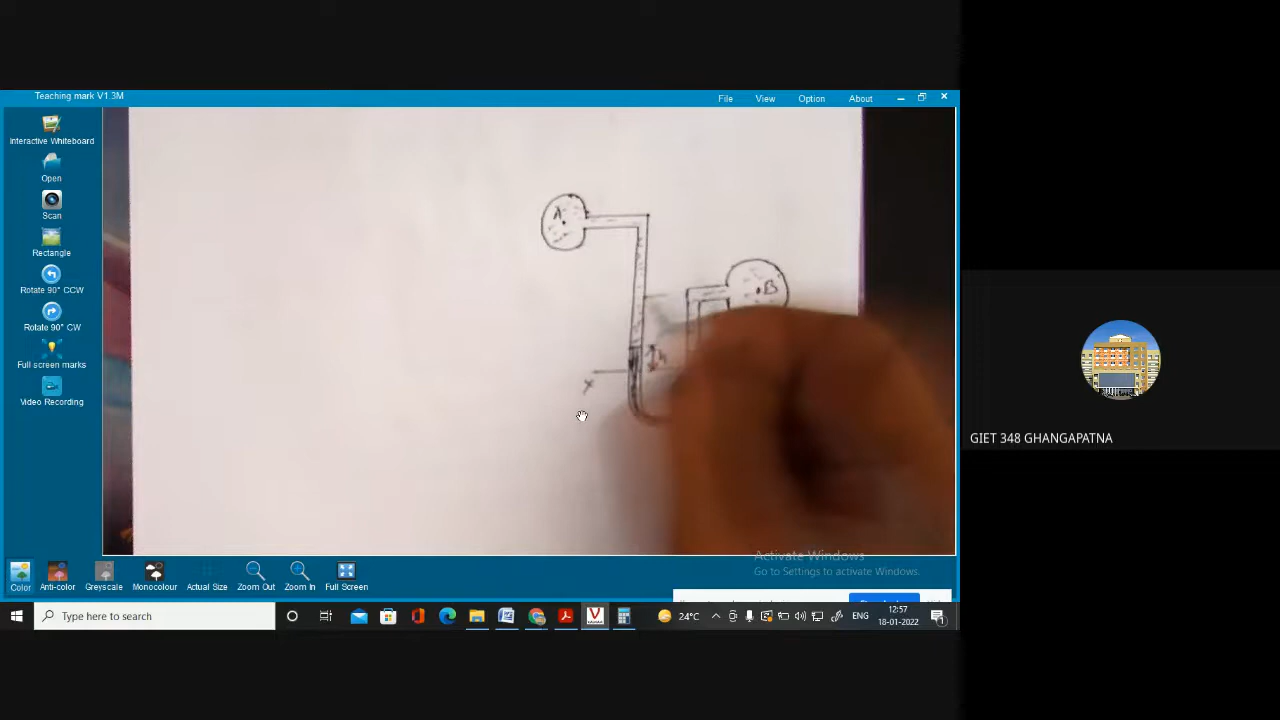 Teaching mark V1.3M
File View Option About
Interactive Whiteboard
Open
Scan
Rectangle
Rotate 90° CCW
Rotate 90° CW
Full screen marks
Video Recording
A
B
h
X
GIET 348 GHANGAPATNA
Activate Windows
Go to Settings to activate Windows.
Color Anti-color Greyscale Monocolour Actual Size Zoom Out Zoom In Full Screen
Type here to search
24°C
ENG
12:57
18-01-2022